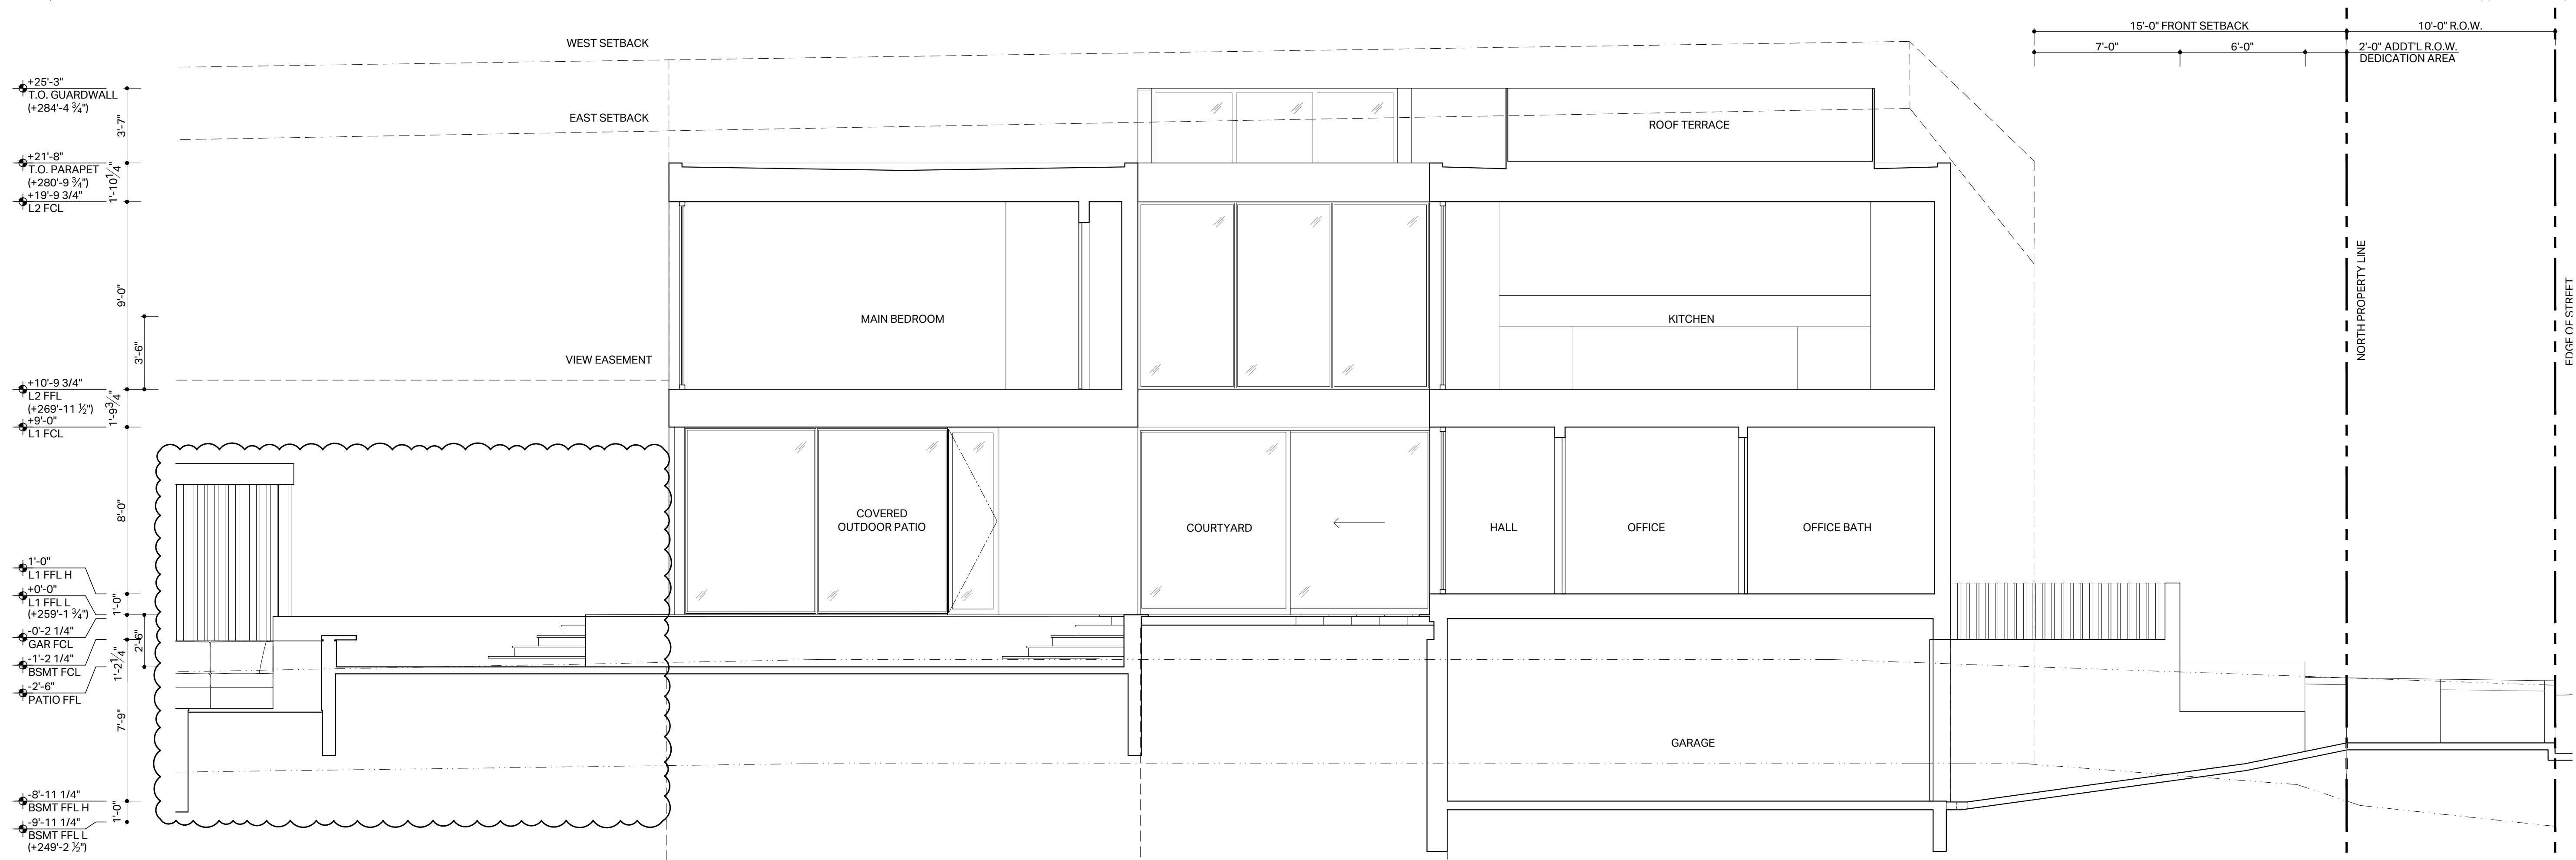 15'-0" FRONT SETBACK
10'-0" R.O.W.
7'-0"
6'-0"
2'-0" ADDT'L R.O.W.
DEDICATION AREA
WEST SETBACK
EAST SETBACK
VIEW EASEMENT
+25'-3"
T.O. GUARDWALL
(+284'-4 3/4")
3'-7"
+21'-8"
T.O. PARAPET
(+280'-9 3/4")
1'-10 1/4"
+19'-9 3/4"
L2 FCL
9'-0"
3'-6"
+10'-9 3/4"
L2 FFL
(+269'-11 1/2")
1'-9 3/4"
+9'-0"
L1 FCL
8'-0"
1'-0"
L1 FFL H
+0'-0"
L1 FFL L
(+259'-1 3/4")
1'-0"
-0'-2 1/4"
GAR FCL
2'-6"
-1'-2 1/4"
BSMT FCL
1'-2 1/4"
-2'-6"
PATIO FFL
7'-9"
-8'-11 1/4"
BSMT FFL H
1'-0"
-9'-11 1/4"
BSMT FFL L
(+249'-2 1/2")
ROOF TERRACE
MAIN BEDROOM
KITCHEN
COVERED
OUTDOOR PATIO
COURTYARD
HALL
OFFICE
OFFICE BATH
GARAGE
NORTH PROPERTY LINE
EDGE OF STREET